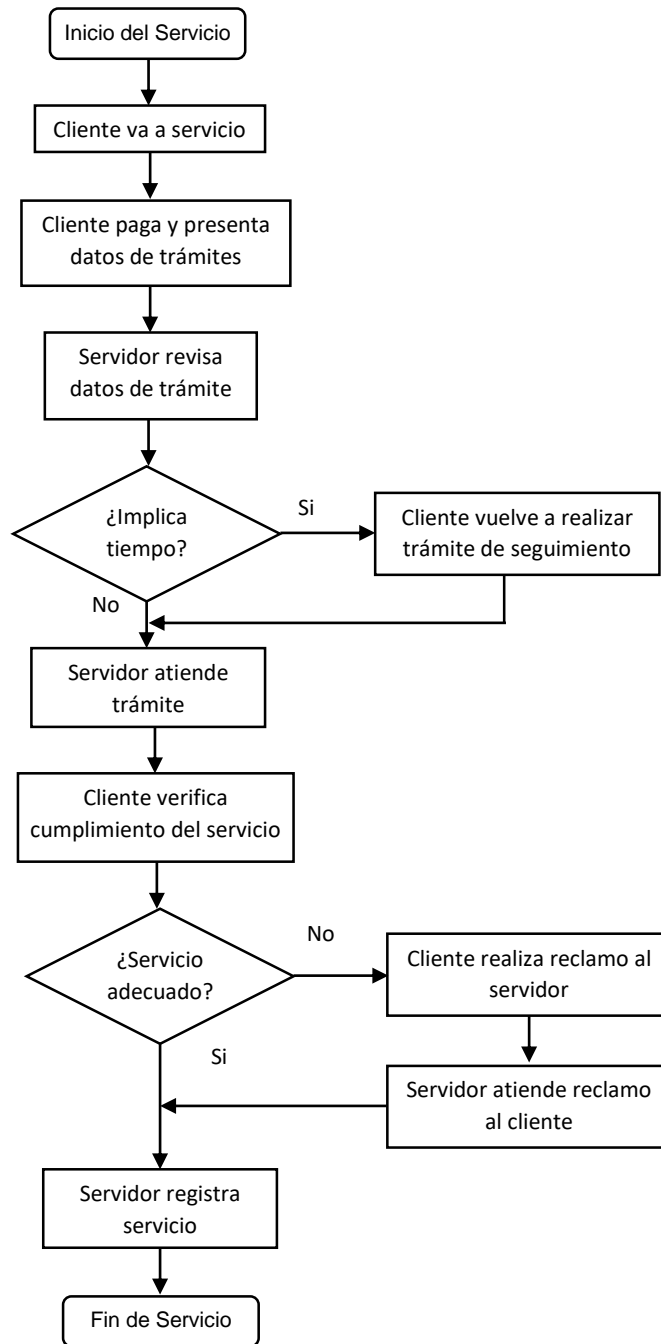 Inicio del Servicio
Cliente va a servicio
Cliente paga y presenta
datos de trámites
Servidor revisa
datos de trámite
¿Implica
tiempo?
Si
Cliente vuelve a realizar
trámite de seguimiento
No
Servidor atiende
trámite
Cliente verifica
cumplimiento del servicio
¿Servicio
adecuado?
No
Cliente realiza reclamo al
servidor
Si
Servidor atiende reclamo
al cliente
Servidor registra
servicio
Fin de Servicio